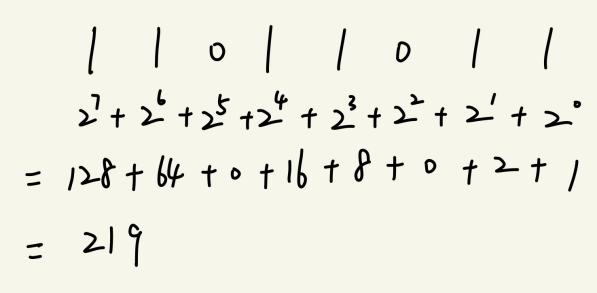 1 1 0 1 1 0 1 1
2⁷ + 2⁶ + 2⁵ + 2⁴ + 2³ + 2² + 2¹ + 2⁰
= 128 + 64 + 0 + 16 + 8 + 0 + 2 + 1
= 219